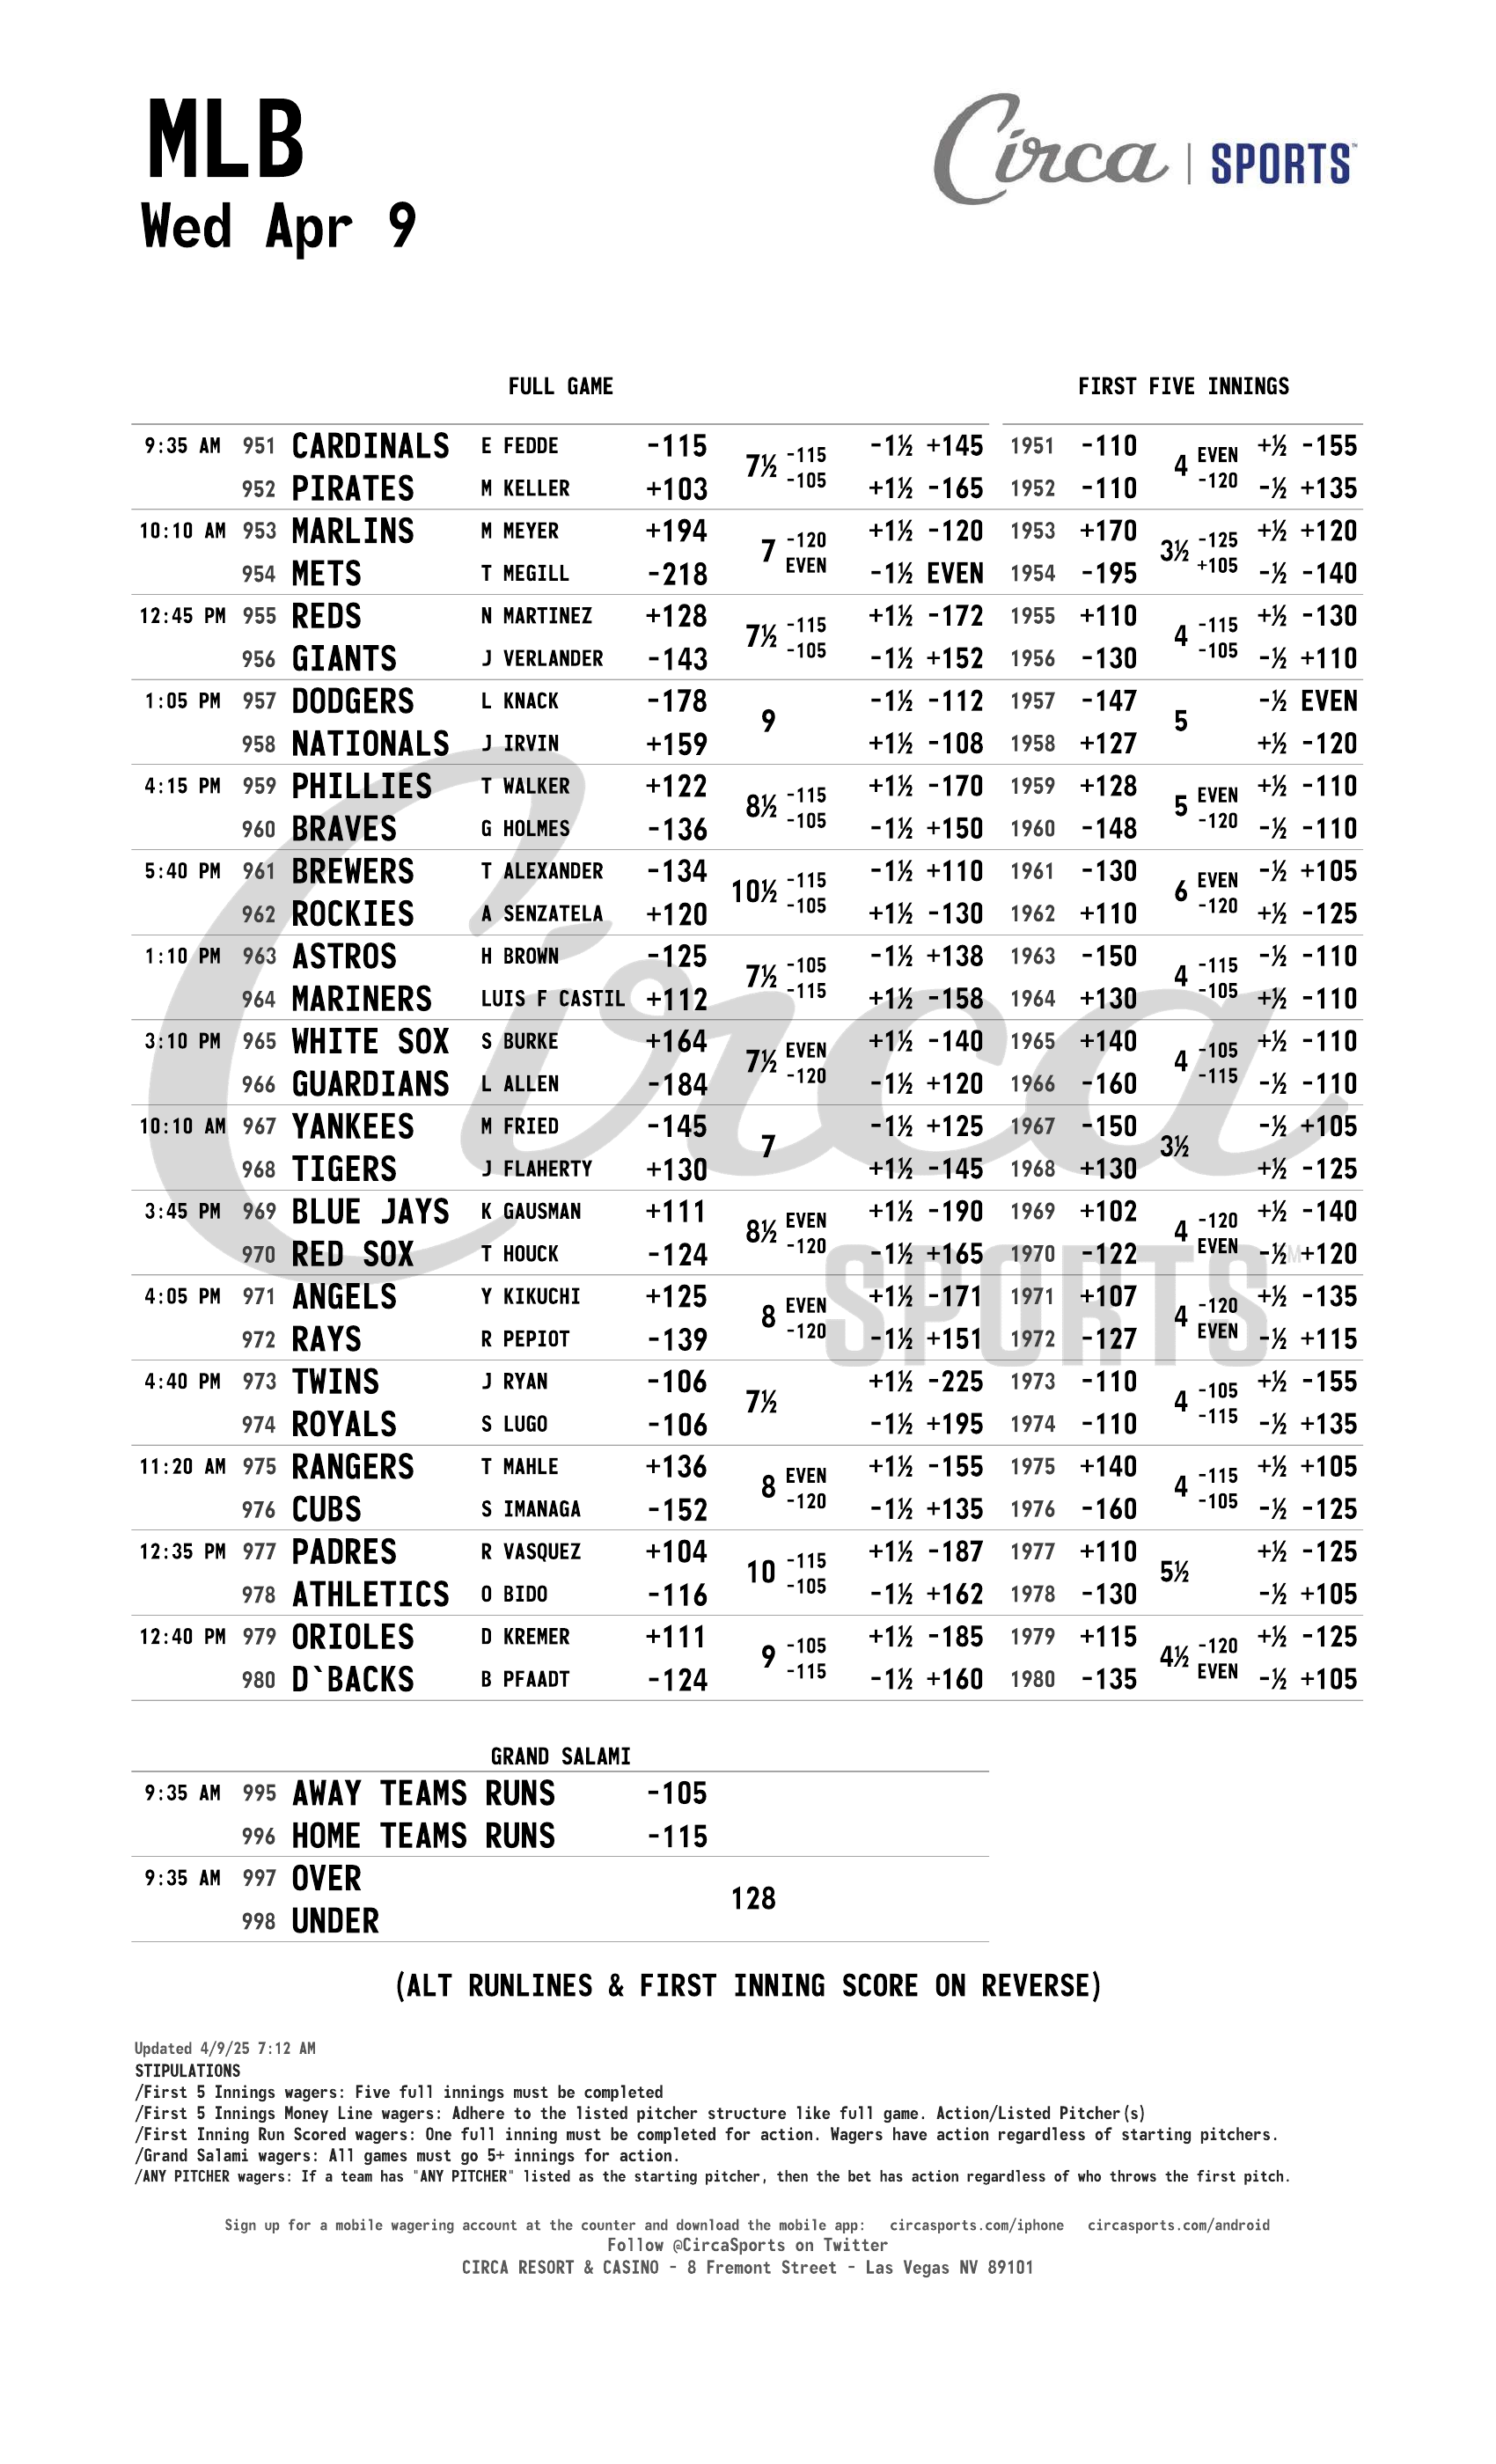 MLB
Wed Apr 9
Circa | SPORTS™
FULL GAME FIRST FIVE INNINGS
9:35 AM 951 CARDINALS E FEDDE -115 7½ -115 -1½ +145 1951 -110 4 EVEN +½ -155
952 PIRATES M KELLER +103 -105 +1½ -165 1952 -110 -120 -½ +135
10:10 AM 953 MARLINS M MEYER +194 7 -120 +1½ -120 1953 +170 3½ -125 +½ +120
954 METS T MEGILL -218 EVEN -1½ EVEN 1954 -195 +105 -½ -140
12:45 PM 955 REDS N MARTINEZ +128 7½ -115 +1½ -172 1955 +110 4 -115 +½ -130
956 GIANTS J VERLANDER -143 -105 -1½ +152 1956 -130 -105 -½ +110
1:05 PM 957 DODGERS L KNACK -178 9 -1½ -112 1957 -147 5 -½ EVEN
958 NATIONALS J IRVIN +159 +1½ -108 1958 +127 +½ -120
4:15 PM 959 PHILLIES T WALKER +122 8½ -115 +1½ -170 1959 +128 5 EVEN +½ -110
960 BRAVES G HOLMES -136 -105 -1½ +150 1960 -148 -120 -½ -110
5:40 PM 961 BREWERS T ALEXANDER -134 10½ -115 -1½ +110 1961 -130 6 EVEN -½ +105
962 ROCKIES A SENZATELA +120 -105 +1½ -130 1962 +110 -120 +½ -125
1:10 PM 963 ASTROS H BROWN -125 7½ -105 -1½ +138 1963 -150 4 -115 -½ -110
964 MARINERS LUIS F CASTIL +112 -115 +1½ -158 1964 +130 -105 +½ -110
3:10 PM 965 WHITE SOX S BURKE +164 7½ EVEN +1½ -140 1965 +140 4 -105 +½ -110
966 GUARDIANS L ALLEN -184 -120 -1½ +120 1966 -160 -115 -½ -110
10:10 AM 967 YANKEES M FRIED -145 7 -1½ +125 1967 -150 3½ -½ +105
968 TIGERS J FLAHERTY +130 +1½ -145 1968 +130 +½ -125
3:45 PM 969 BLUE JAYS K GAUSMAN +111 8½ EVEN +1½ -190 1969 +102 4 -120 +½ -140
970 RED SOX T HOUCK -124 -120 -1½ +165 1970 -122 EVEN -½ +120
4:05 PM 971 ANGELS Y KIKUCHI +125 8 EVEN +1½ -171 1971 +107 4 -120 +½ -135
972 RAYS R PEPIOT -139 -120 -1½ +151 1972 -127 EVEN -½ +115
4:40 PM 973 TWINS J RYAN -106 7½ +1½ -225 1973 -110 4 -105 +½ -155
974 ROYALS S LUGO -106 -1½ +195 1974 -110 -115 -½ +135
11:20 AM 975 RANGERS T MAHLE +136 8 EVEN +1½ -155 1975 +140 4 -115 +½ +105
976 CUBS S IMANAGA -152 -120 -1½ +135 1976 -160 -105 -½ -125
12:35 PM 977 PADRES R VASQUEZ +104 10 -115 +1½ -187 1977 +110 5½ +½ -125
978 ATHLETICS O BIDO -116 -105 -1½ +162 1978 -130 -½ +105
12:40 PM 979 ORIOLES D KREMER +111 9 -105 +1½ -185 1979 +115 4½ -120 +½ -125
980 D`BACKS B PFAADT -124 -115 -1½ +160 1980 -135 EVEN -½ +105
Circa SPORTS SM
GRAND SALAMI
9:35 AM 995 AWAY TEAMS RUNS -105
996 HOME TEAMS RUNS -115
9:35 AM 997 OVER 128
998 UNDER
(ALT RUNLINES & FIRST INNING SCORE ON REVERSE)
Updated 4/9/25 7:12 AM
STIPULATIONS
/First 5 Innings wagers: Five full innings must be completed
/First 5 Innings Money Line wagers: Adhere to the listed pitcher structure like full game. Action/Listed Pitcher(s)
/First Inning Run Scored wagers: One full inning must be completed for action. Wagers have action regardless of starting pitchers.
/Grand Salami wagers: All games must go 5+ innings for action.
/ANY PITCHER wagers: If a team has "ANY PITCHER" listed as the starting pitcher, then the bet has action regardless of who throws the first pitch.
Sign up for a mobile wagering account at the counter and download the mobile app: circasports.com/iphone circasports.com/android
Follow @CircaSports on Twitter
CIRCA RESORT & CASINO - 8 Fremont Street - Las Vegas NV 89101